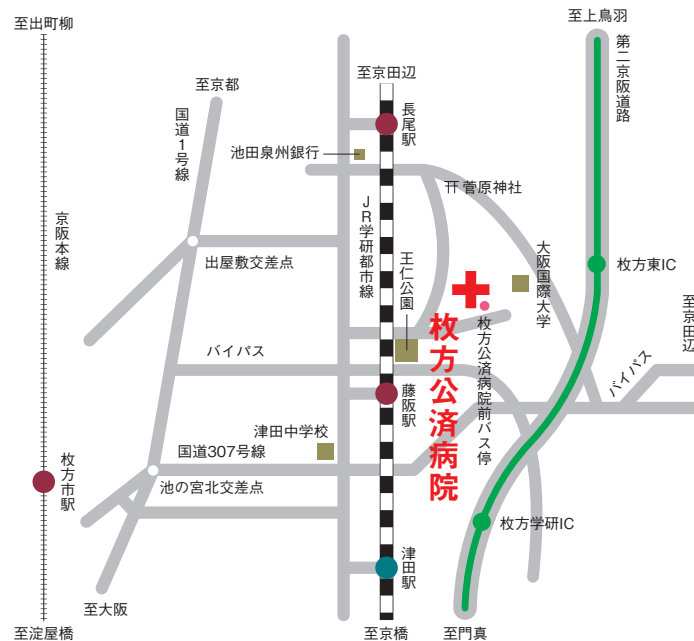 至出町柳
至上鳥羽
第二京阪道路
至京田辺
至京都
国道1号線
長尾駅
池田泉州銀行
菅原神社
JR学研都市線
京阪本線
王仁公園
大阪国際大学
枚方東IC
出屋敷交差点
至京田辺
枚方公済病院
枚方公済病院前バス停
バイパス
バイパス
藤阪駅
津田中学校
国道307号線
枚方市駅
池の宮北交差点
枚方学研IC
津田駅
至大阪
至淀屋橋
至京橋
至門真